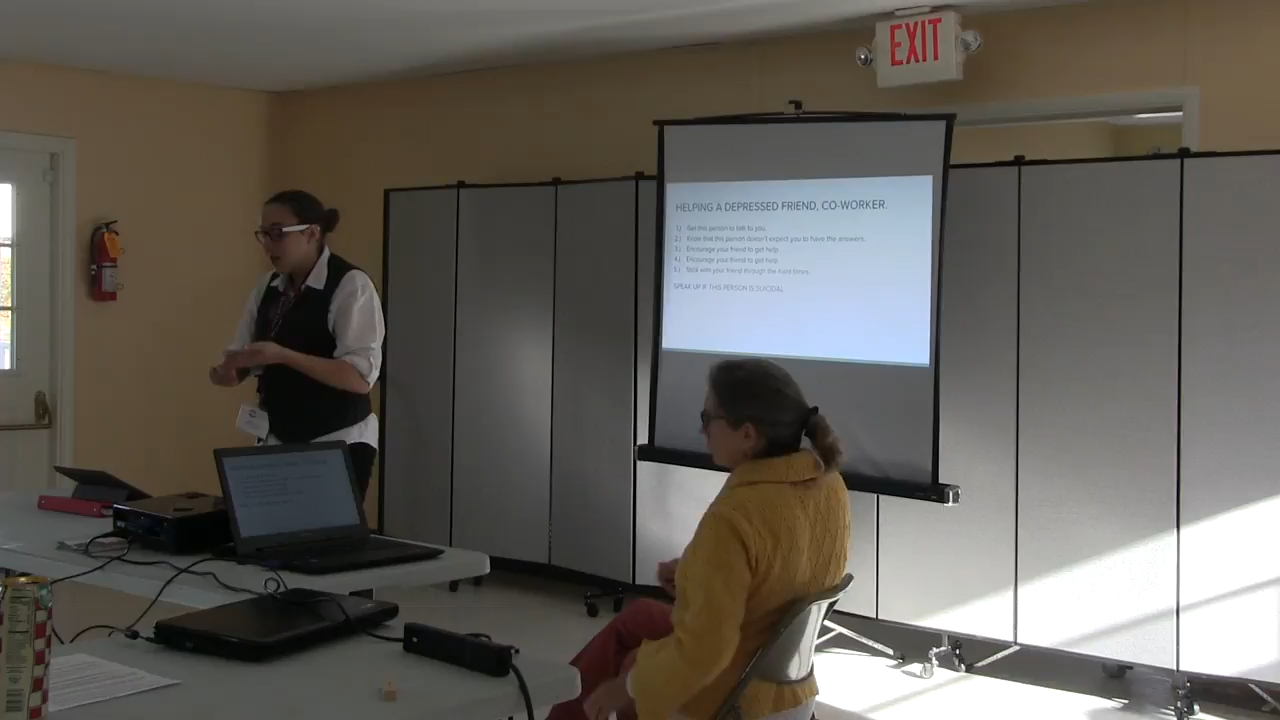 EXIT
HELPING A DEPRESSED FRIEND, CO-WORKER.
1) Get this person to talk to you.
2.) Know that this person doesn't expect you to have the answers.
3.) Encourage your friend to get help.
4.) Encourage your friend to get help.
5.) Stick with your friend through the hard times.
SPEAK UP IF THIS PERSON IS SUICIDAL